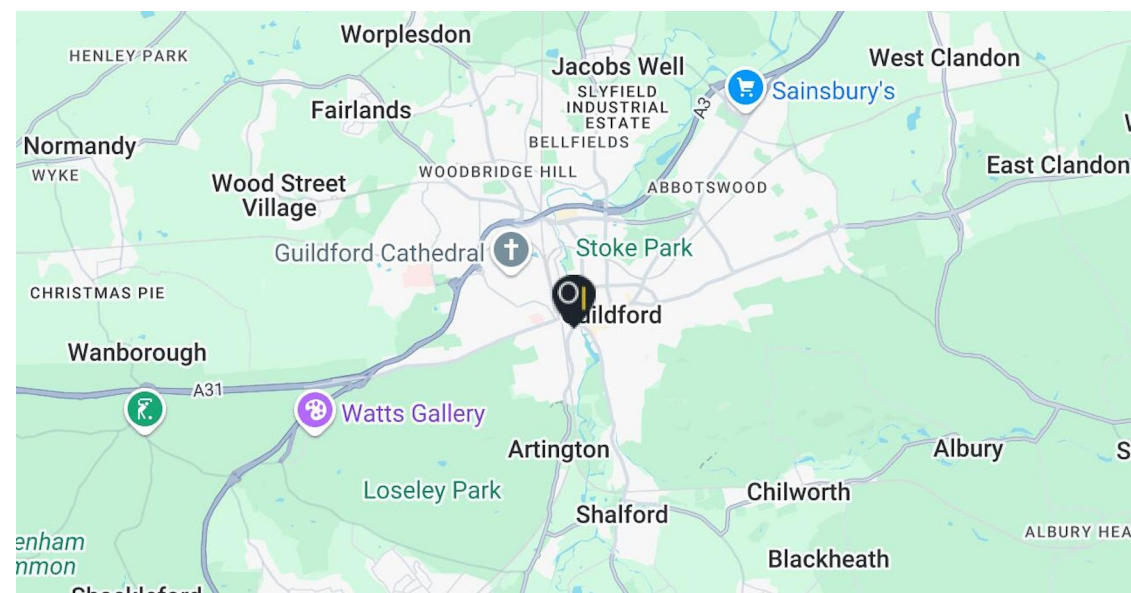 Worplesdon
HENLEY PARK
West Clandon
Jacobs Well
SLYFIELD
INDUSTRIAL
ESTATE
Sainsbury's
A3
Fairlands
BELLFIELDS
Normandy
WYKE
WOODBRIDGE HILL
East Clandon
ABBOTSWOOD
Wood Street
Village
Guildford Cathedral
Stoke Park
CHRISTMAS PIE
uildford
Wanborough
A31
Watts Gallery
Artington
Albury
S
Loseley Park
Chilworth
Shalford
ALBURY HEA
enham
mmon
Blackheath